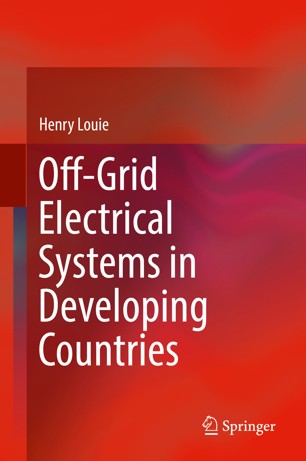 Henry Louie
Off-Grid
Electrical
Systems in
Developing
Countries
Springer